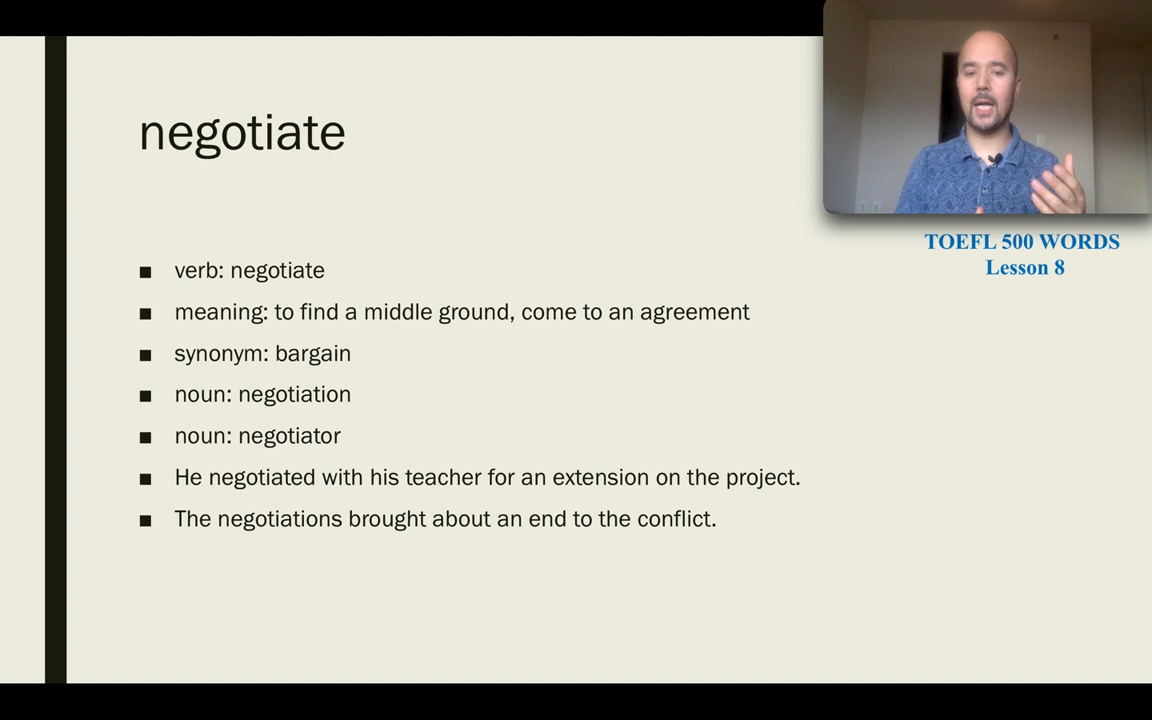 negotiate
TOEFL 500 WORDS
Lesson 8
verb: negotiate
meaning: to find a middle ground, come to an agreement
synonym: bargain
noun: negotiation
noun: negotiator
He negotiated with his teacher for an extension on the project.
The negotiations brought about an end to the conflict.